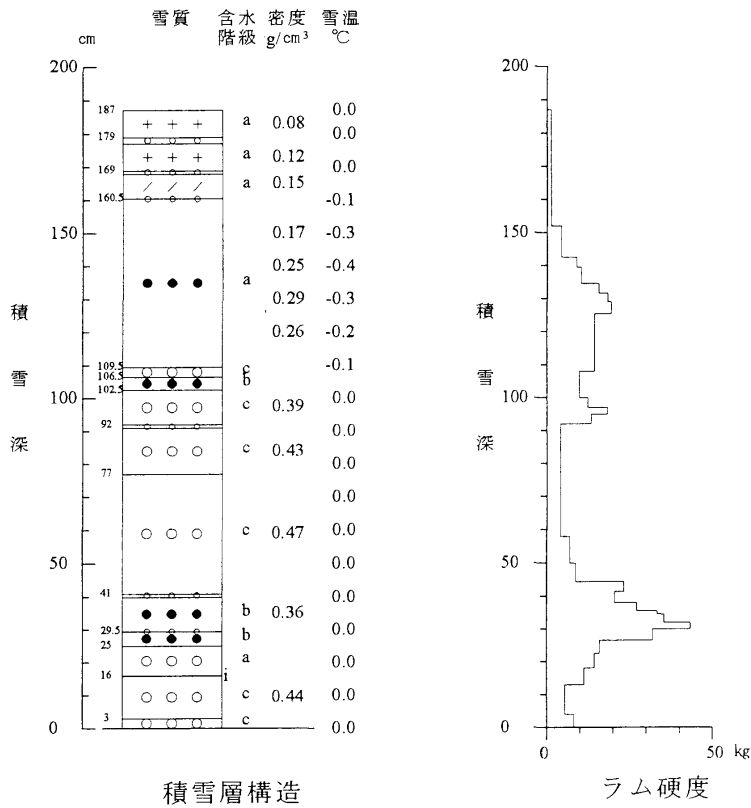 雪質 含水階級 密度 g/cm³ 雪温 ℃
cm
200
187 a 0.08 0.0
179 0.0
a 0.12
169 0.0
a 0.15
160.5 -0.1
0.17 -0.3
150
0.25 -0.4
a
0.29 -0.3
0.26 -0.2
109.5 c -0.1
106.5 b
102.5
100 0.0
c 0.39
92 0.0
c 0.43
77 0.0
0.0
c 0.47 0.0
50 0.0
41 0.0
b 0.36
29.5 b 0.0
25
a 0.0
16 i
c 0.44 0.0
3 c
0 0.0
積雪深
積雪層構造
200
150
100
50
0
積雪深
0 50 kg
ラム硬度